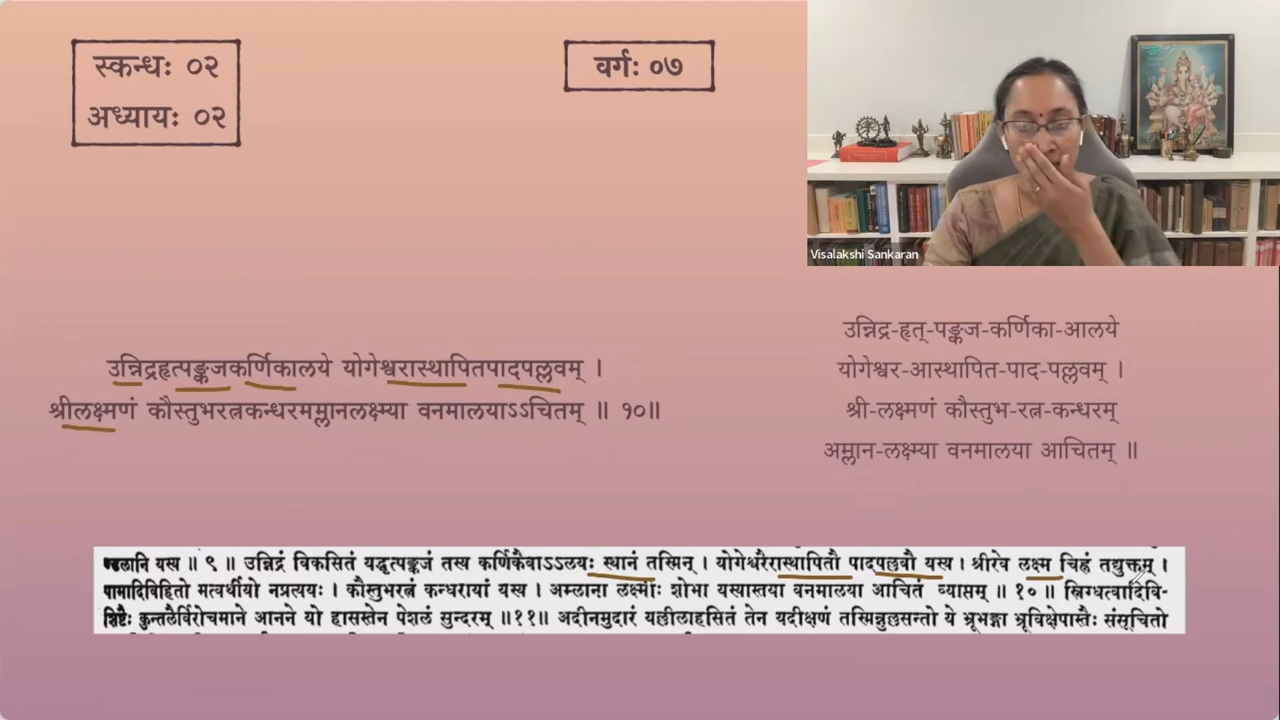 स्कन्धः ०२
अध्यायः ०२
वर्गः ०७
Visalakshi Sankaran
उन्निद्रहृत्पङ्कजकर्णिकालये योगेश्वरास्थापितपादपल्लवम् ।
श्रीलक्ष्मणं कौस्तुभरत्नकन्धरमम्लानलक्ष्म्या वनमालयाऽऽचितम् ॥ १०॥
उन्निद्र-हृत्-पङ्कज-कर्णिका-आलये
योगेश्वर-आस्थापित-पाद-पल्लवम् ।
श्री-लक्ष्मणं कौस्तुभ-रत्न-कन्धरम्
अम्लान-लक्ष्म्या वनमालया आचितम् ॥
ण्डलानि यस्य ॥ ९ ॥ उन्निद्रं विकसितं यद्धृत्पङ्कजं तस्य कर्णिकैवाऽऽलयः स्थानं तस्मिन् । योगेश्वरैरास्थापितौ पादपल्लवौ यस्य । श्रीरेव लक्ष्म चिह्नं तद्युक्तम् ।
पामादिविहितो मत्वर्थीयो नप्रत्ययः । कौस्तुभरत्नं कन्धरायां यस्य । अम्लाना लक्ष्मीः शोभा यस्यास्तया वनमालया आचितं व्याप्तम् ॥ १० ॥ स्निग्धत्वादिवि-
शिष्टैः कुन्तलैर्विरोचमाने आनने यो हासस्तेन पेशलं सुन्दरम् ॥११॥ अदीनमुदारं यल्लीलाहसितं तेन यदीक्षणं तस्मिन्नुल्लसन्तो ये भ्रूभङ्गा भ्रूविक्षेपास्तैः संसूचितो